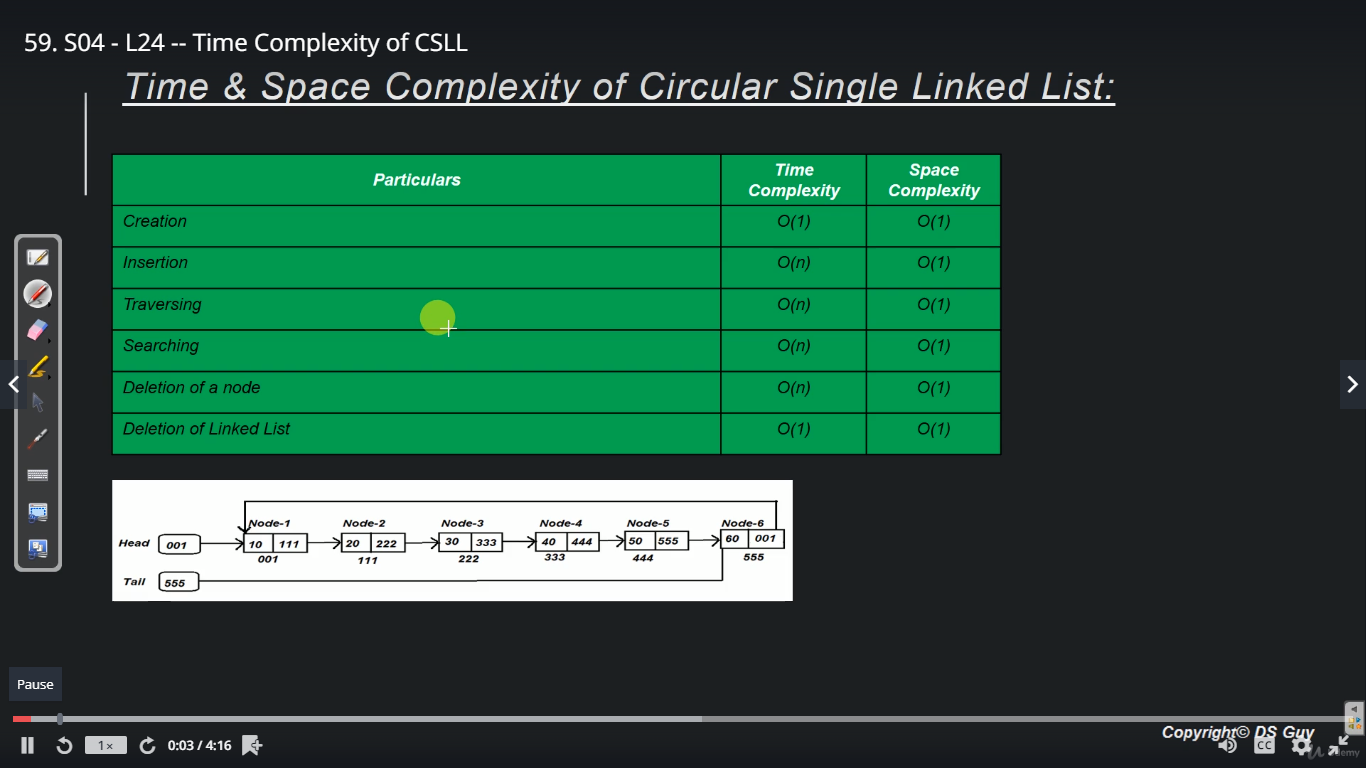 59. S04 - L24 -- Time Complexity of CSLL
Time & Space Complexity of Circular Single Linked List:
Particulars Time Complexity Space Complexity
Creation O(1) O(1)
Insertion O(n) O(1)
Traversing O(n) O(1)
Searching O(n) O(1)
Deletion of a node O(n) O(1)
Deletion of Linked List O(1) O(1)
Node-1 Node-2 Node-3 Node-4 Node-5 Node-6
Head 001 10 111 20 222 30 333 40 444 50 555 60 001
001 111 222 333 444 555
Tail 555
Pause
Copyright© DS Guy
1x 0:03 / 4:16 CC